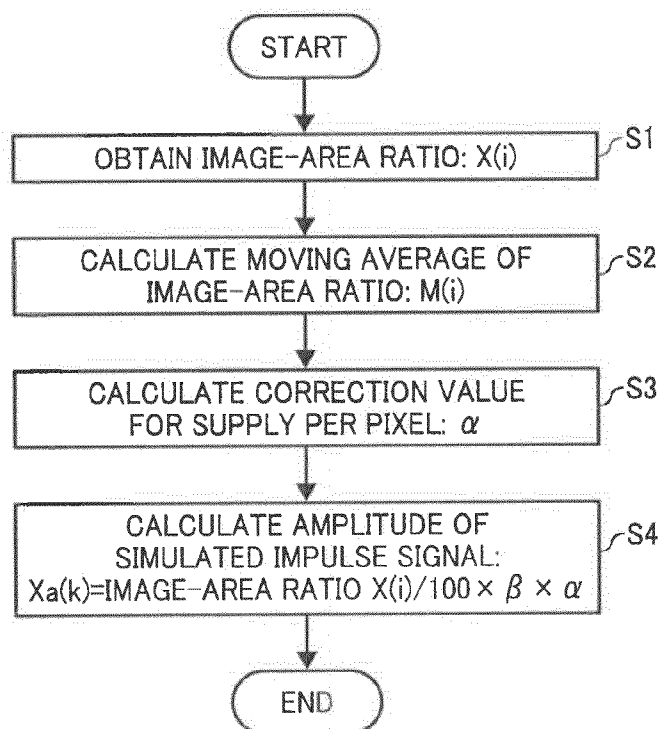 START
OBTAIN IMAGE-AREA RATIO: X(i)
S1
CALCULATE MOVING AVERAGE OF
IMAGE-AREA RATIO: M(i)
S2
CALCULATE CORRECTION VALUE
FOR SUPPLY PER PIXEL: α
S3
CALCULATE AMPLITUDE OF
SIMULATED IMPULSE SIGNAL:
Xa(k)=IMAGE-AREA RATIO X(i)/100 × β × α
S4
END